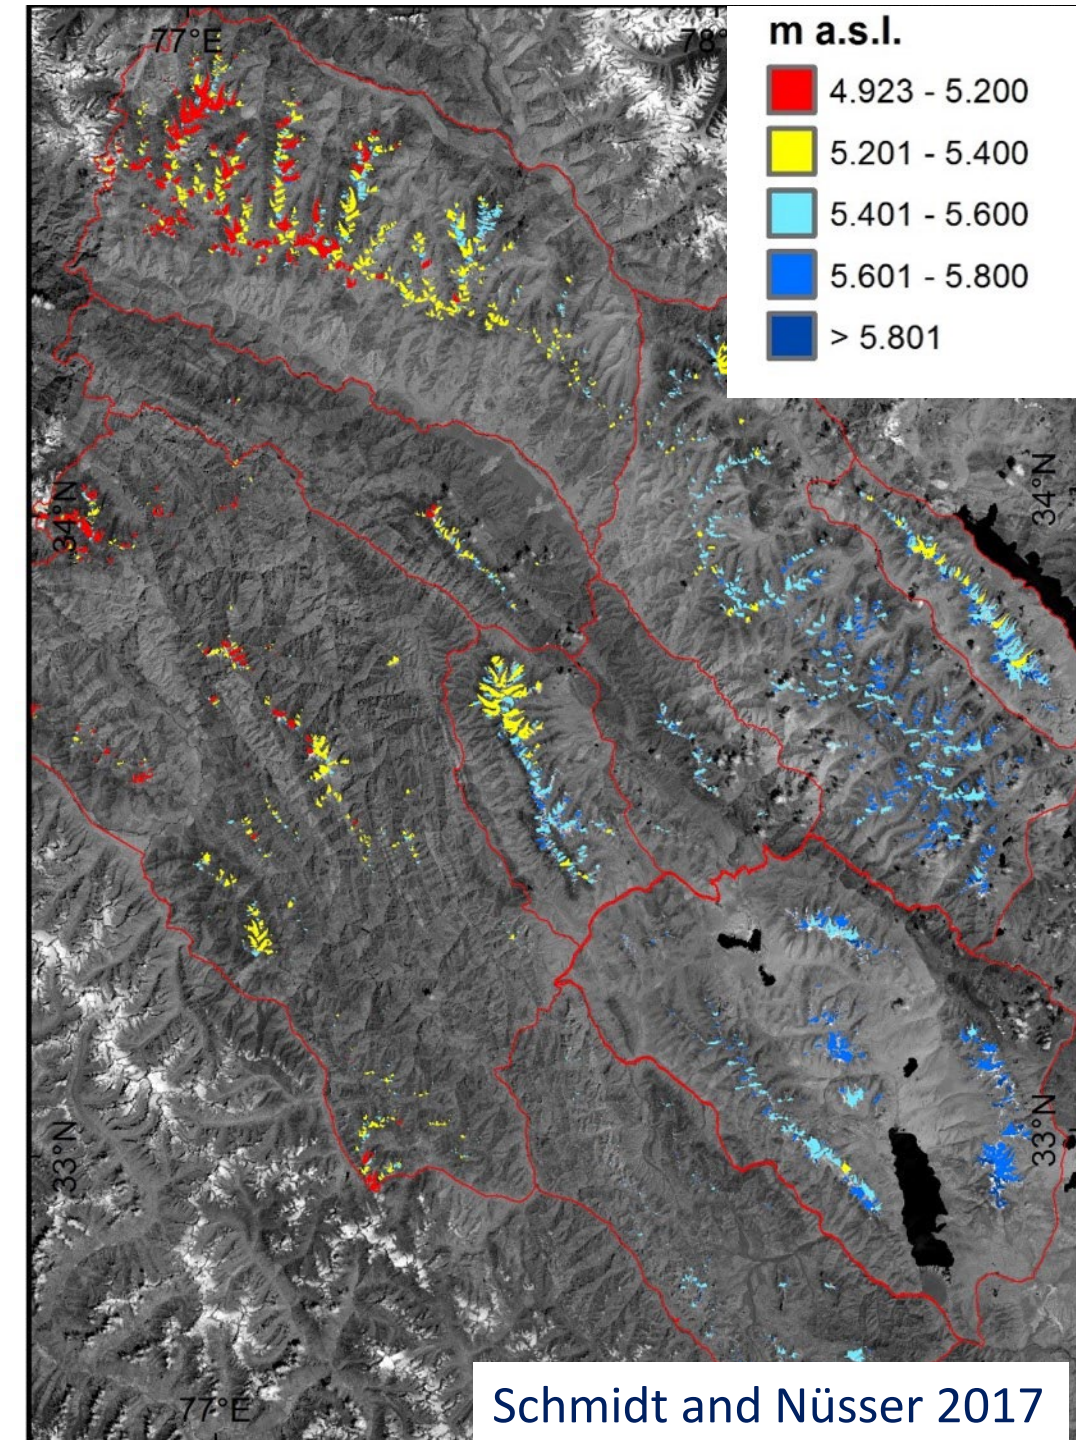 77°E
78°
m a.s.l.
4.923 - 5.200
5.201 - 5.400
5.401 - 5.600
5.601 - 5.800
> 5.801
34°N
34°N
33°N
33°N
77°E
Schmidt and Nüsser 2017